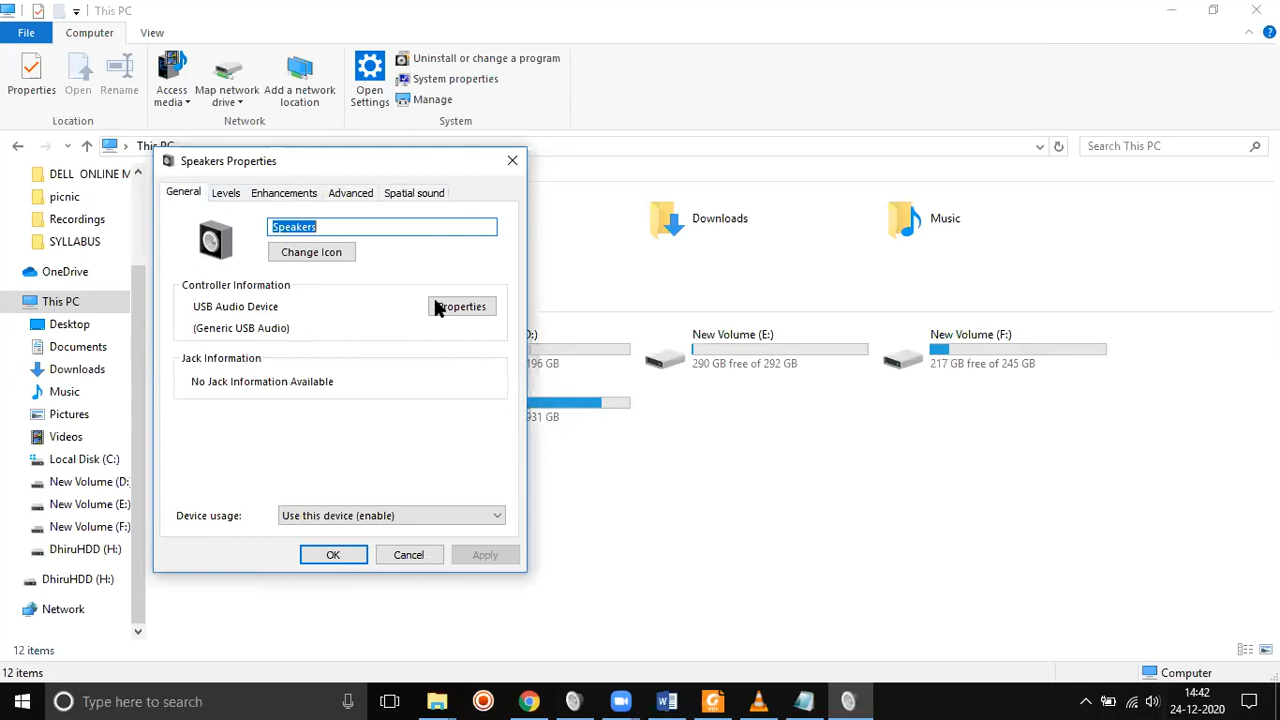 This PC
File
Computer
View
Properties
Open
Rename
Access media
Map network drive
Add a network location
Open Settings
Uninstall or change a program
System properties
Manage
Location
Network
System
This PC
Search This PC
DELL ONLINE M
picnic
Recordings
SYLLABUS
OneDrive
This PC
Desktop
Documents
Downloads
Music
Pictures
Videos
Local Disk (C:)
New Volume (D:
New Volume (E:)
New Volume (F:)
DhiruHDD (H:)
DhiruHDD (H:)
Network
Speakers Properties
General
Levels
Enhancements
Advanced
Spatial sound
Speakers
Change Icon
Controller Information
USB Audio Device
Properties
(Generic USB Audio)
Jack Information
No Jack Information Available
Device usage:
Use this device (enable)
OK
Cancel
Apply
Downloads
Music
D:)
196 GB
New Volume (E:)
290 GB free of 292 GB
New Volume (F:)
217 GB free of 245 GB
931 GB
12 items
12 items
Computer
Type here to search
14:42
24-12-2020